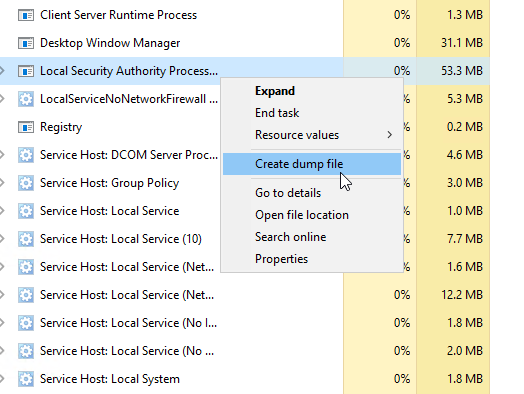 Client Server Runtime Process 0% 1.3 MB
Desktop Window Manager 0% 31.1 MB
Local Security Authority Process... 0% 53.3 MB
LocalServiceNoNetworkFirewall ... 0% 5.3 MB
Registry 0% 0.2 MB
Service Host: DCOM Server Proc... 4.6 MB
Service Host: Group Policy 3.0 MB
Service Host: Local Service 1.0 MB
Service Host: Local Service (10) 7.7 MB
Service Host: Local Service (Net... % 1.6 MB
Service Host: Local Service (Net... 0% 12.2 MB
Service Host: Local Service (No I... 0% 1.8 MB
Service Host: Local Service (No ... 0% 2.0 MB
Service Host: Local System 0% 1.8 MB
Expand
End task
Resource values
Create dump file
Go to details
Open file location
Search online
Properties